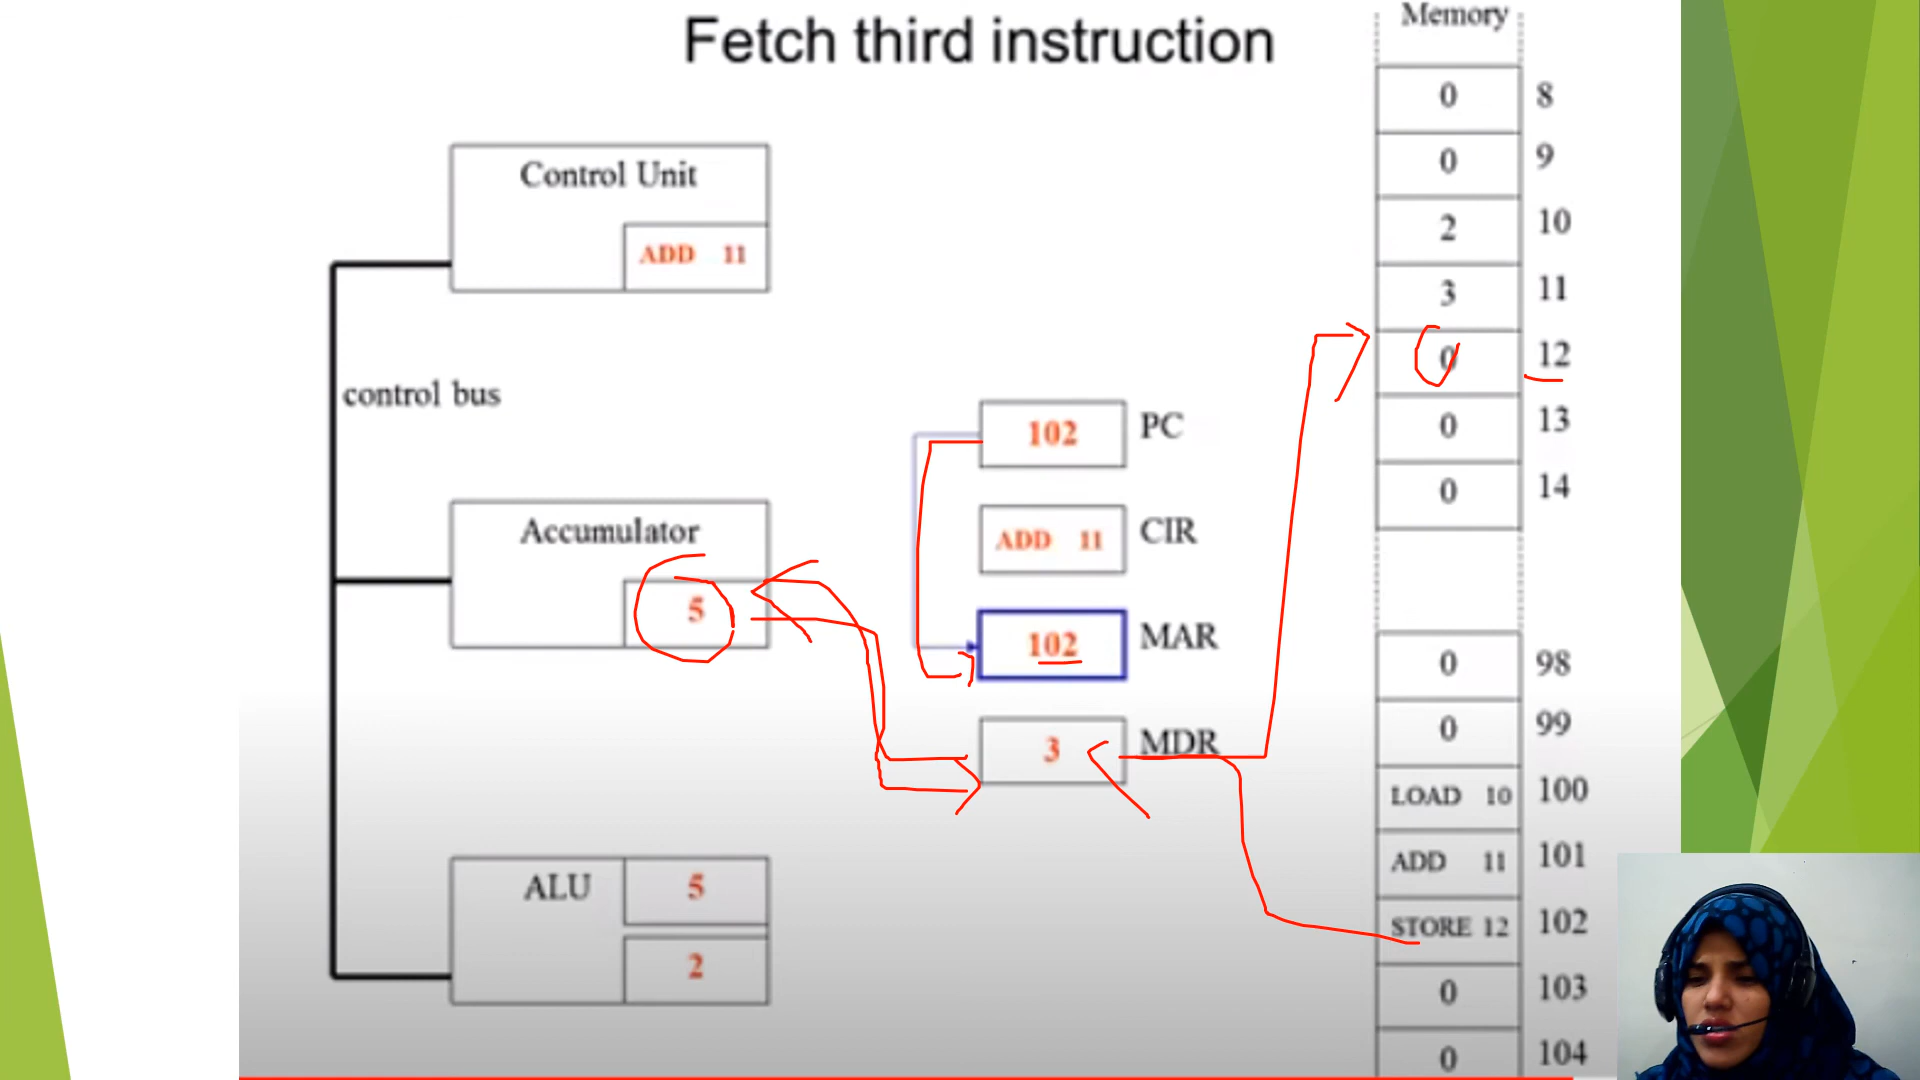 Fetch third instruction
Control Unit
ADD 11
control bus
Accumulator
5
ALU
5
2
102 PC
ADD 11 CIR
102 MAR
3 MDR
Memory
0 8
0 9
2 10
3 11
0 12
0 13
0 14
0 98
0 99
LOAD 10 100
ADD 11 101
STORE 12 102
0 103
0 104